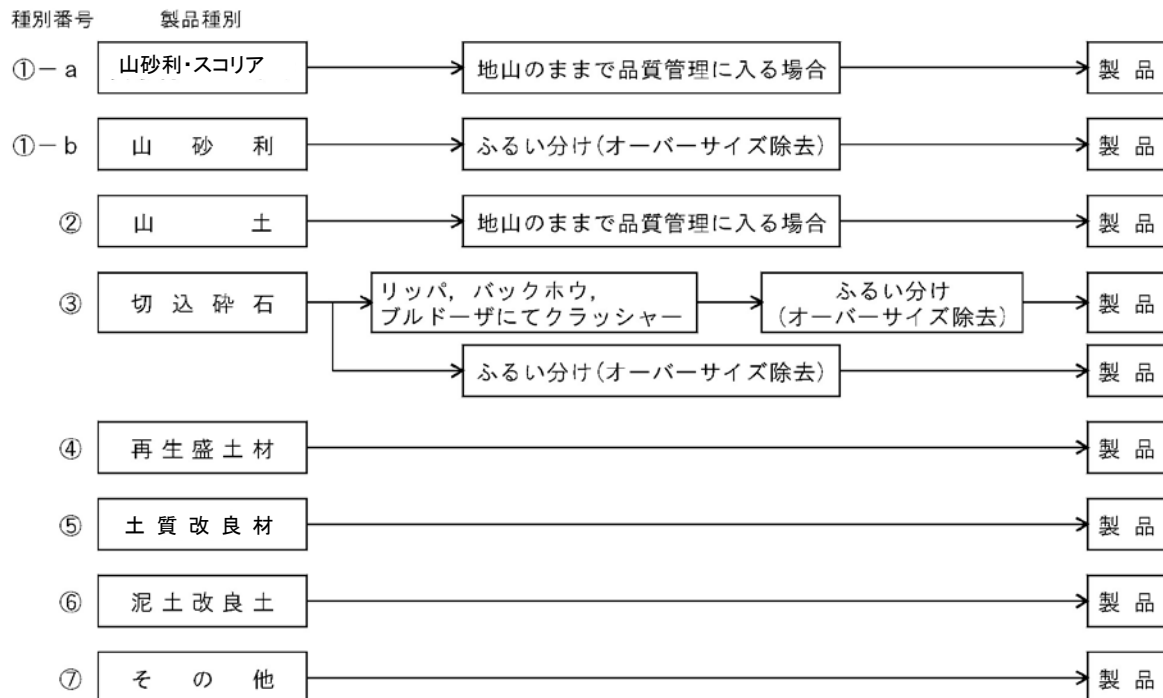 種別番号 製品種別
①－a 山砂利・スコリア 地山のままで品質管理に入る場合 製品
①－b 山砂利 ふるい分け(オーバーサイズ除去) 製品
② 山土 地山のままで品質管理に入る場合 製品
③ 切込砕石 リッパ，バックホウ，
ブルドーザにてクラッシャー
ふるい分け
(オーバーサイズ除去)
製品
ふるい分け(オーバーサイズ除去) 製品
④ 再生盛土材 製品
⑤ 土質改良材 製品
⑥ 泥土改良土 製品
⑦ その他 製品